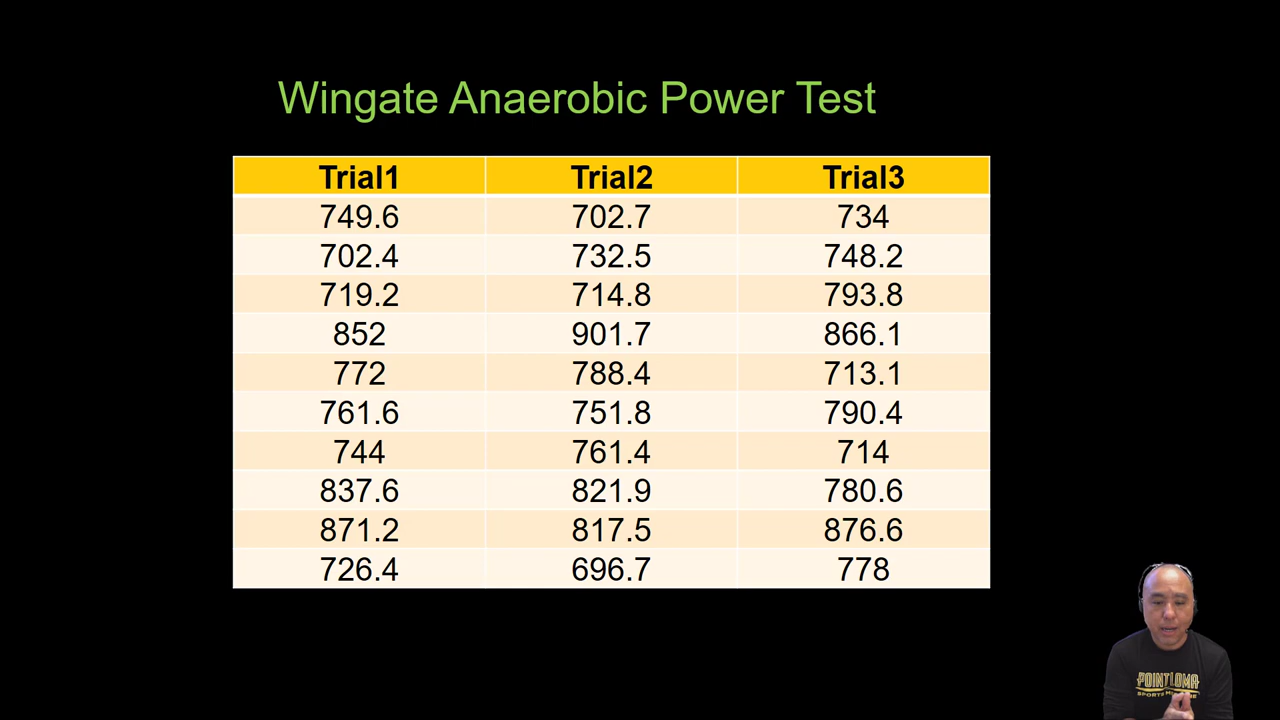 Wingate Anaerobic Power Test
Trial1 Trial2 Trial3
749.6 702.7 734
702.4 732.5 748.2
719.2 714.8 793.8
852 901.7 866.1
772 788.4 713.1
761.6 751.8 790.4
744 761.4 714
837.6 821.9 780.6
871.2 817.5 876.6
726.4 696.7 778
POINT LOMA
SPORTS